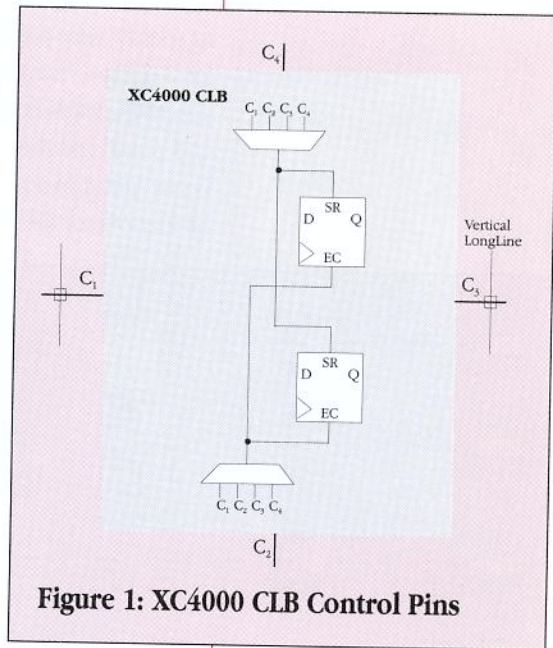 C₄
XC4000 CLB
C₁ C₂ C₃ C₄
SR
D Q
EC
Vertical
LongLine
C₁
C₃
SR
D Q
EC
C₁ C₂ C₃ C₄
C₂
Figure 1: XC4000 CLB Control Pins